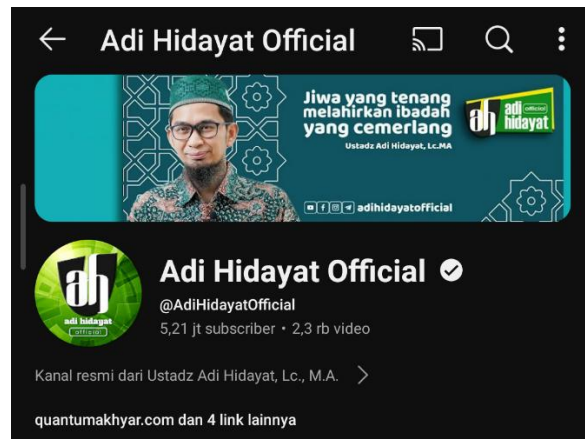 Adi Hidayat Official
Jiwa yang tenang
melahirkan ibadah
yang cemerlang
Ustadz Adi Hidayat, Lc.MA
ah adi official
hidayat
adihidayatofficial
ah
adi hidayat
official
Adi Hidayat Official
@AdiHidayatOfficial
5,21 jt subscriber • 2,3 rb video
Kanal resmi dari Ustadz Adi Hidayat, Lc., M.A.
quantumakhyar.com dan 4 link lainnya